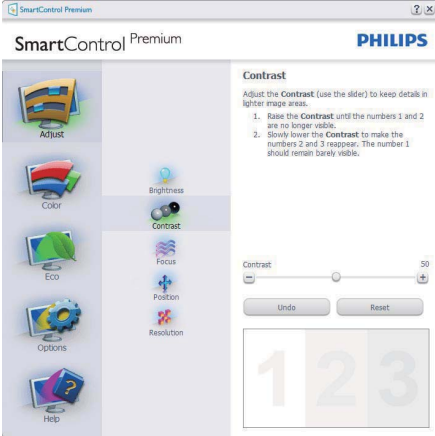 SmartControl Premium
SmartControl Premium
PHILIPS
Adjust
Color
Eco
Options
Help
Brightness
Contrast
Focus
Position
Resolution
Contrast
Adjust the Contrast (use the slider) to keep details in
lighter image areas.
1. Raise the Contrast until the numbers 1 and 2
are no longer visible.
2. Slowly lower the Contrast to make the
numbers 2 and 3 reappear. The number 1
should remain barely visible.
Contrast 50
Undo Reset
1 2 3